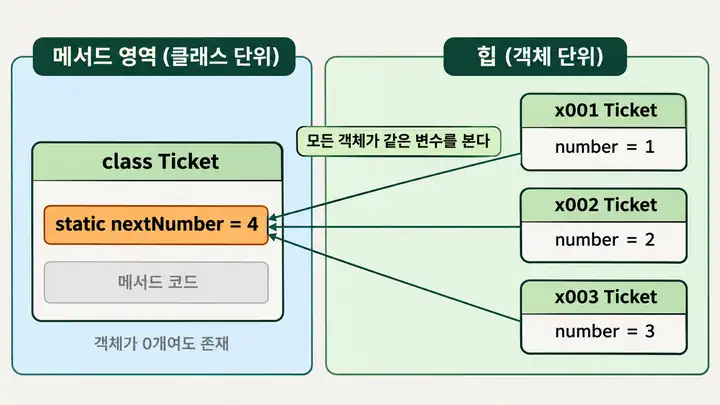 메서드 영역 (클래스 단위)
class Ticket
static nextNumber = 4
메서드 코드
객체가 0개여도 존재
힙 (객체 단위)
모든 객체가 같은 변수를 본다
x001 Ticket
number = 1
x002 Ticket
number = 2
x003 Ticket
number = 3